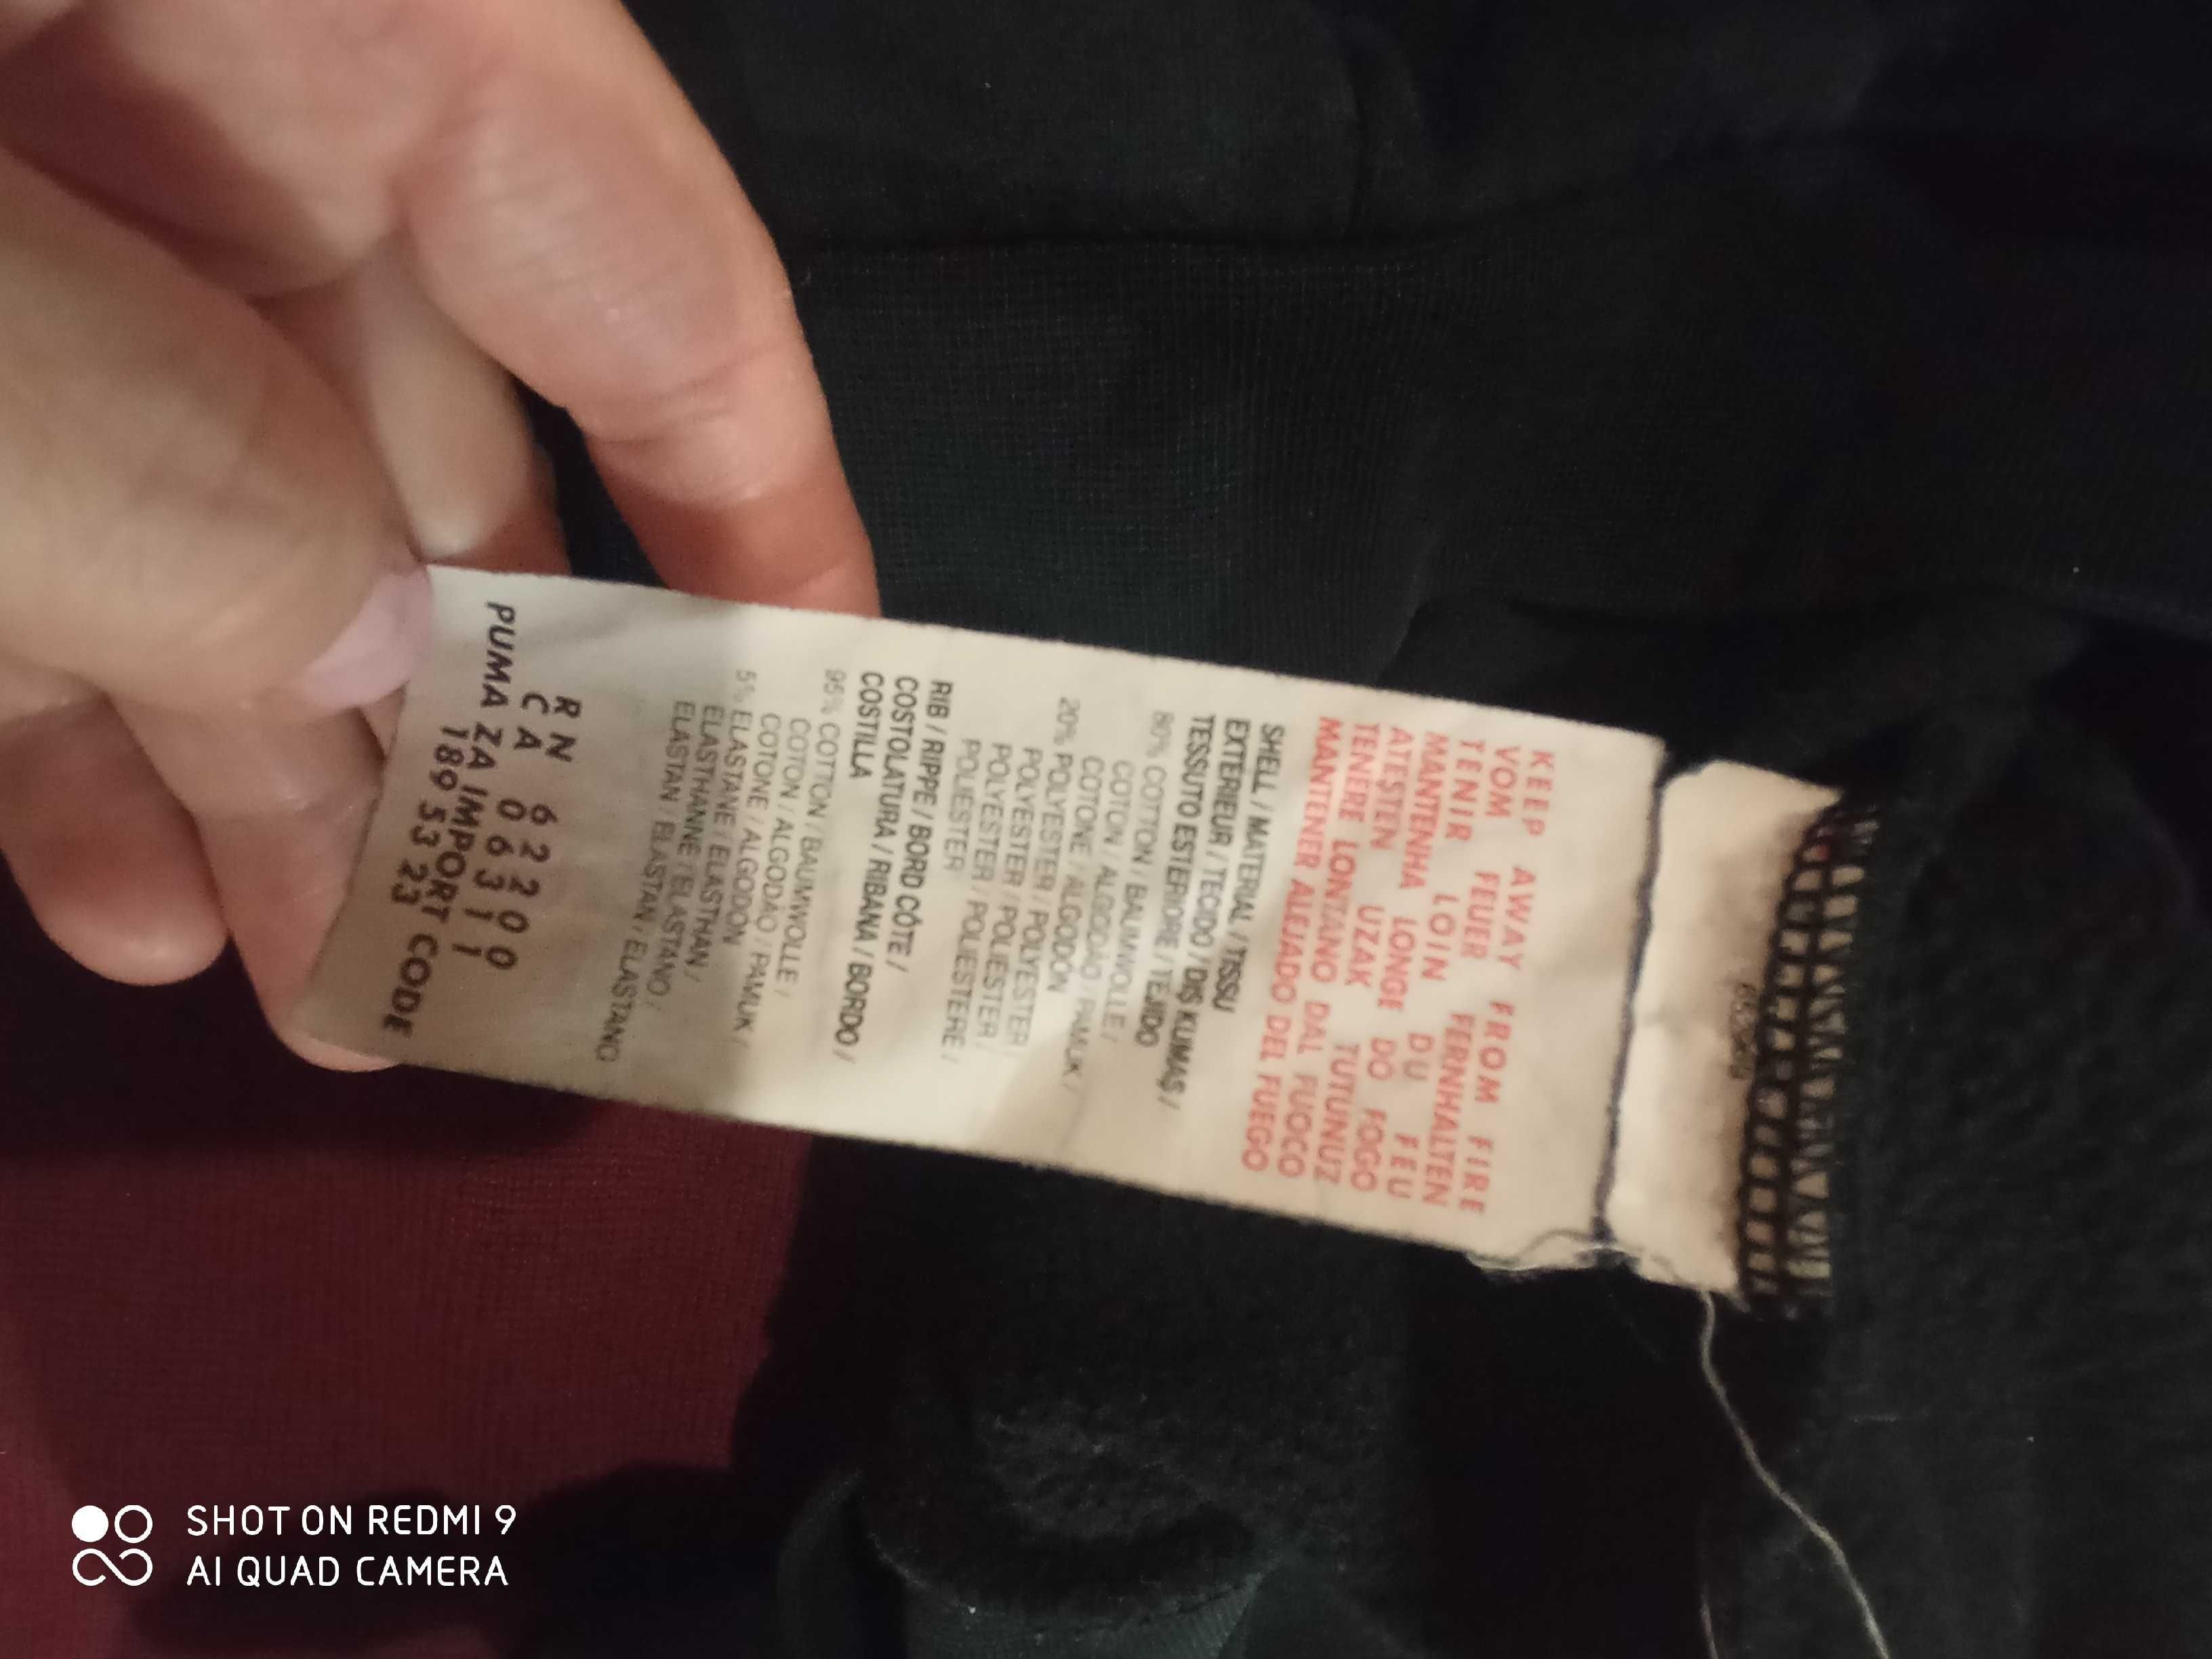 KEEP AWAY FROM FIRE
VOM FEUER FERNHALTEN
TENIR LOIN DU FEU
MANTENHA LONGE DO FOGO
ATEŞTEN UZAK TUTUNUZ
TENERE LONTANO DAL FUOCO
MANTENER ALEJADO DEL FUEGO
SHELL / MATERIAL / TISSU
EXTERIEUR / TECIDO / DIŞ KUMAŞ /
TESSUTO ESTERIORE / TEJIDO
80% COTTON / BAUMWOLLE /
COTON / ALGODÃO / PAMUK /
COTONE / ALGODÓN
20% POLYESTER / POLYESTER
POLYESTER / POLIESTER /
POLYESTER / POLIESTERE /
POLIESTER
RIB / RIPPE / BORD CÔTE /
COSTOLATURA / RIBANA / BORDO /
COSTILLA
95% COTTON / BAUMWOLLE /
COTON / ALGODÃO / PAMUK /
COTONE / ALGODÓN
5% ELASTANE / ELASTHAN /
ELASTHANNE / ELASTANO /
ELASTAN ELASTAN / ELASTANO
RN 62200
CA 06311
PUMA ZA IMPORT CODE
189 53 23
SHOT ON REDMI 9
AI QUAD CAMERA